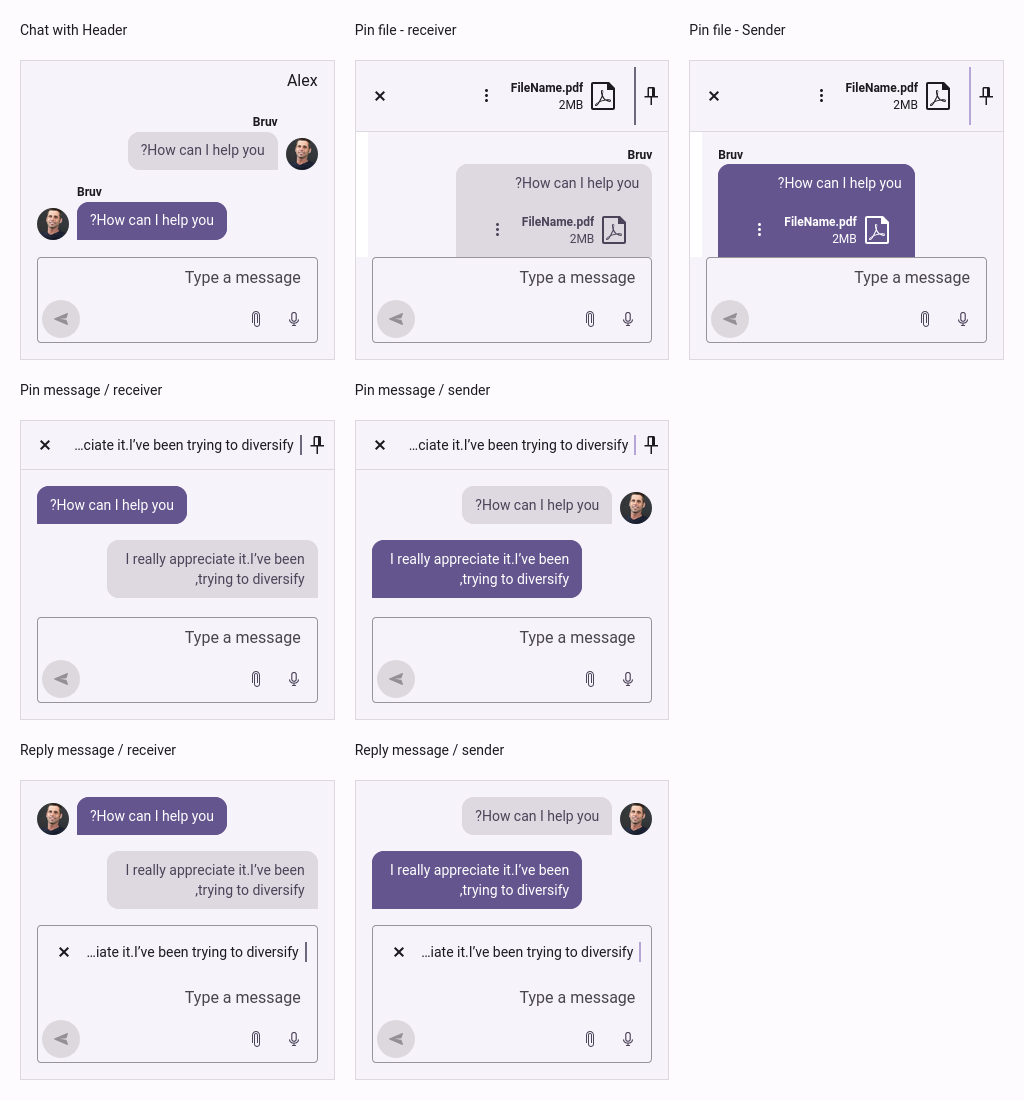 Chat with Header
Alex
Bruv
?How can I help you
Bruv
?How can I help you
Type a message
Pin file - receiver
FileName.pdf
2MB
Bruv
?How can I help you
FileName.pdf
2MB
Type a message
Pin file - Sender
FileName.pdf
2MB
Bruv
?How can I help you
FileName.pdf
2MB
Type a message
Pin message / receiver
...ciate it.I've been trying to diversify
?How can I help you
I really appreciate it.I've been
,trying to diversify
Type a message
Pin message / sender
...ciate it.I've been trying to diversify
?How can I help you
I really appreciate it.I've been
,trying to diversify
Type a message
Reply message / receiver
?How can I help you
I really appreciate it.I've been
,trying to diversify
...iate it.I've been trying to diversify
Type a message
Reply message / sender
?How can I help you
I really appreciate it.I've been
,trying to diversify
...iate it.I've been trying to diversify
Type a message